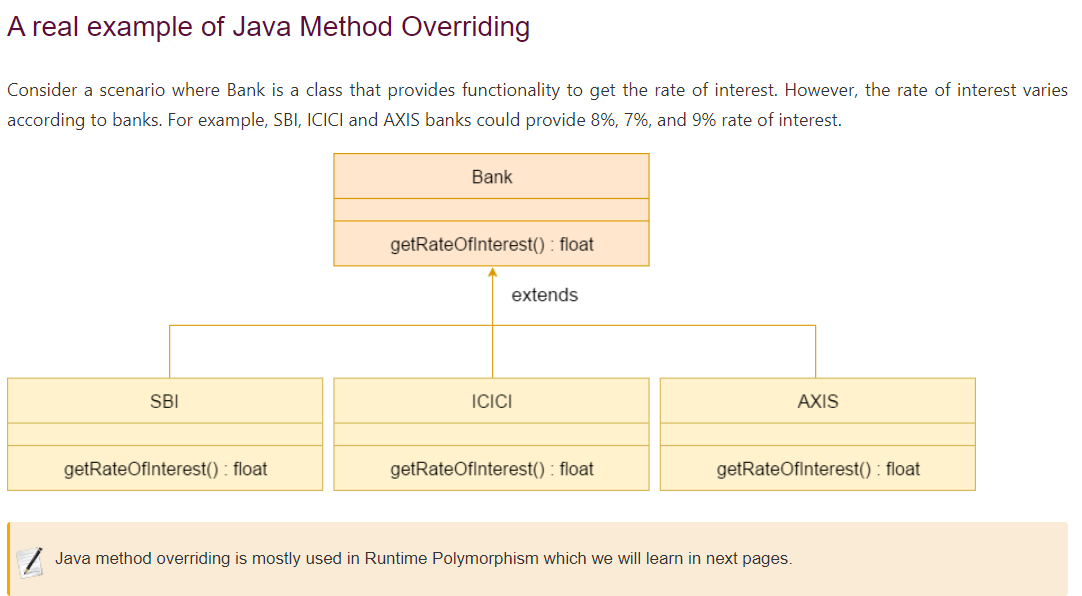 A real example of Java Method Overriding
Consider a scenario where Bank is a class that provides functionality to get the rate of interest. However, the rate of interest varies
according to banks. For example, SBI, ICICI and AXIS banks could provide 8%, 7%, and 9% rate of interest.
Bank
getRateOfInterest() : float
extends
SBI
ICICI
AXIS
getRateOfInterest() : float
getRateOfInterest() : float
getRateOfInterest() : float
Java method overriding is mostly used in Runtime Polymorphism which we will learn in next pages.